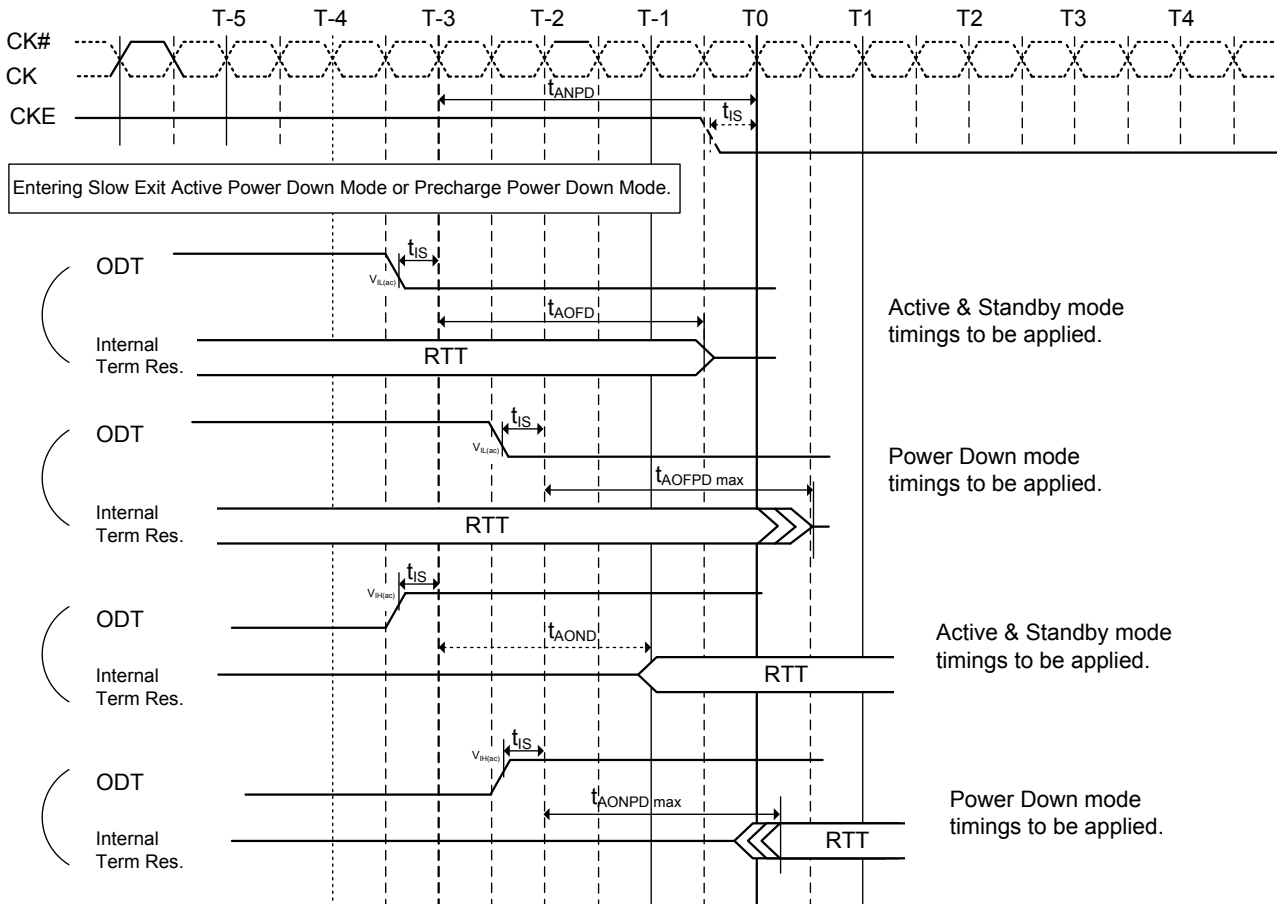 T-5 T-4 T-3 T-2 T-1 T0 T1 T2 T3 T4
CK#
CK
tANPD
CKE
tIS
Entering Slow Exit Active Power Down Mode or Precharge Power Down Mode.
ODT
tIS
VIL(ac)
tAOFD
Internal
Term Res.
RTT
Active & Standby mode
timings to be applied.
ODT
tIS
VIL(ac)
tAOFPD max
Internal
Term Res.
RTT
Power Down mode
timings to be applied.
ODT
tIS
VIH(ac)
tAOND
Internal
Term Res.
RTT
Active & Standby mode
timings to be applied.
ODT
tIS
VIH(ac)
tAONPD max
Internal
Term Res.
RTT
Power Down mode
timings to be applied.